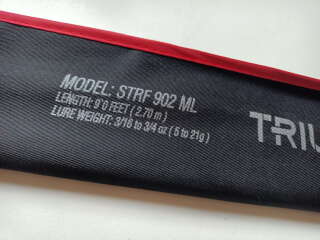 MODEL: STRF 902 ML
LENGTH: 9'0 FEET ( 2.70 m )
LURE WEIGHT: 3/16 to 3/4 oz ( 5 to 21g )
TRIU